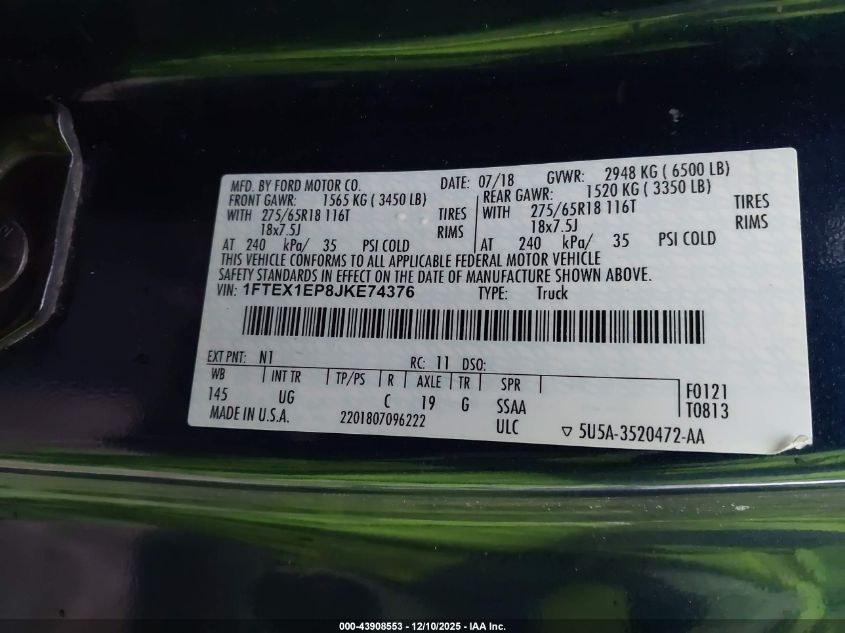 MFD. BY FORD MOTOR CO. DATE: 07/18 GVWR: 2948 KG ( 6500 LB)
FRONT GAWR: 1565 KG ( 3450 LB) REAR GAWR: 1520 KG ( 3350 LB)
WITH 275/65R18 116T TIRES WITH 275/65R18 116T TIRES
18x7.5J RIMS 18x7.5J RIMS
AT 240 kPa/ 35 PSI COLD AT 240 kPa/ 35 PSI COLD
THIS VEHICLE CONFORMS TO ALL APPLICABLE FEDERAL MOTOR VEHICLE
SAFETY STANDARDS IN EFFECT ON THE DATE OF MANUFACTURE SHOWN ABOVE.
VIN: 1FTEX1EP8JKE74376 TYPE: Truck
EXT PNT: N1 RC: 11 DSO:
WB INT TR TP/PS R AXLE TR SPR F0121
145 UG C 19 G SSAA T0813
MADE IN U.S.A. 2201807096222 ULC ▽ 5U5A-3520472-AA
000-43908553 - 12/10/2025 - IAA Inc.